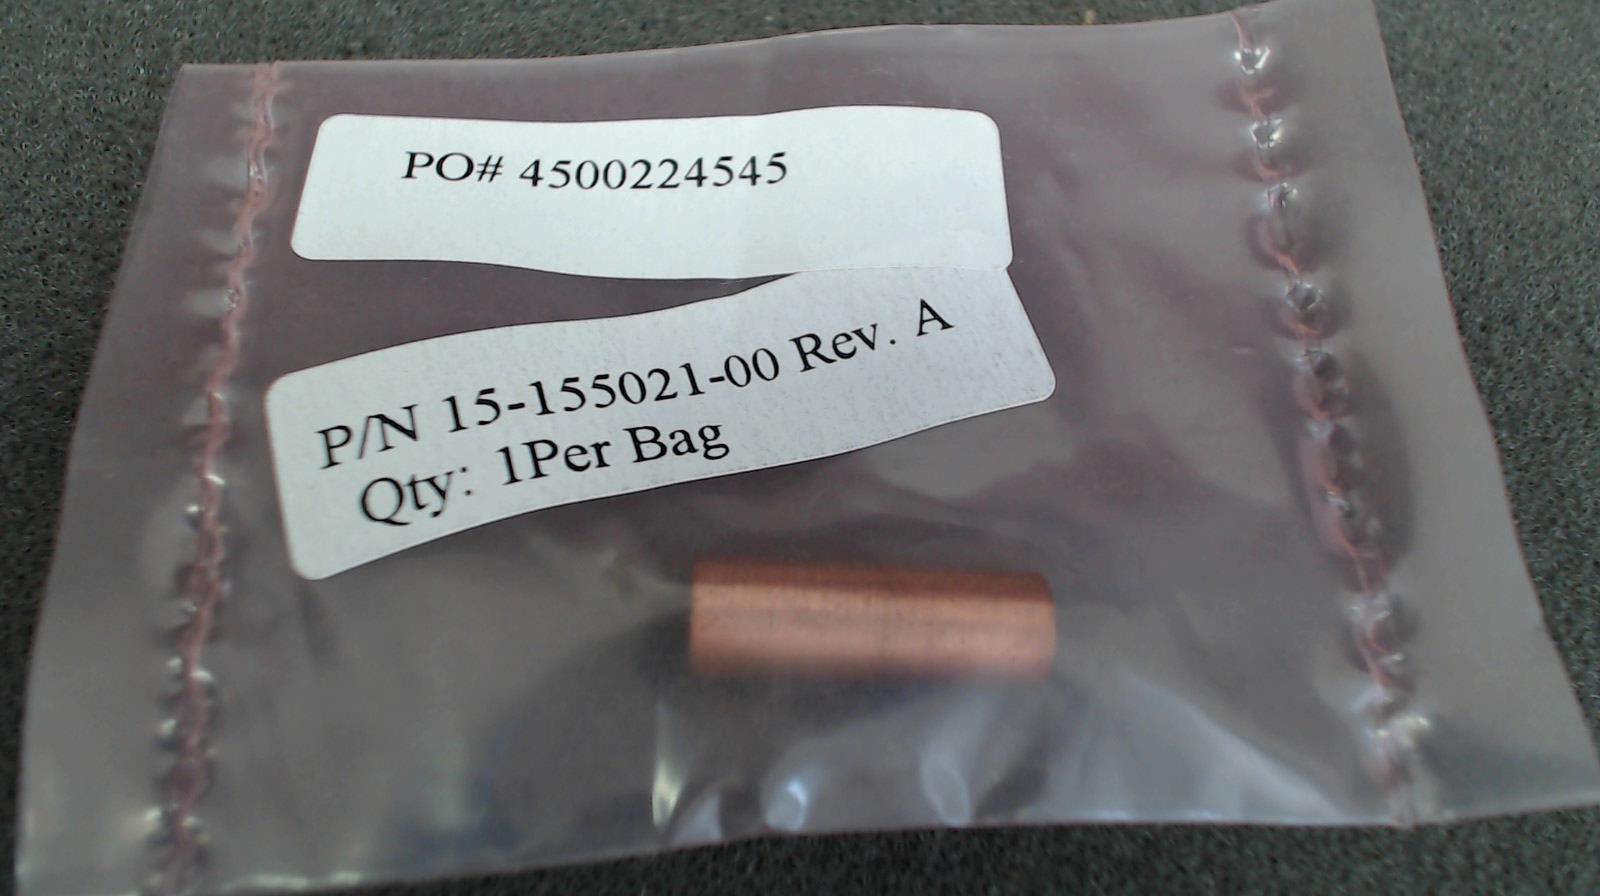 PO# 4500224545
P/N 15-155021-00 Rev. A
Qty: 1Per Bag